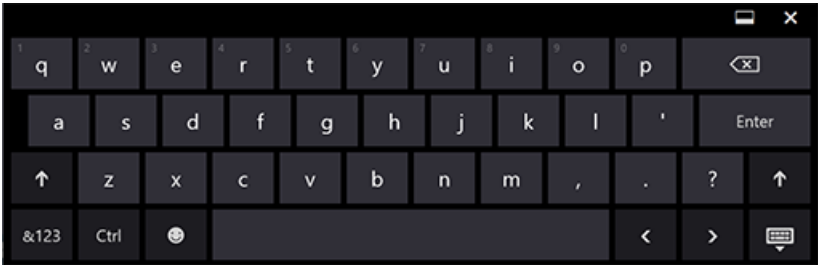 1 2 3 4 5 6 7 8 9 0
q w e r t y u i o p
a s d f g h j k l ' Enter
z x c v b n m , . ?
&123 Ctrl < >